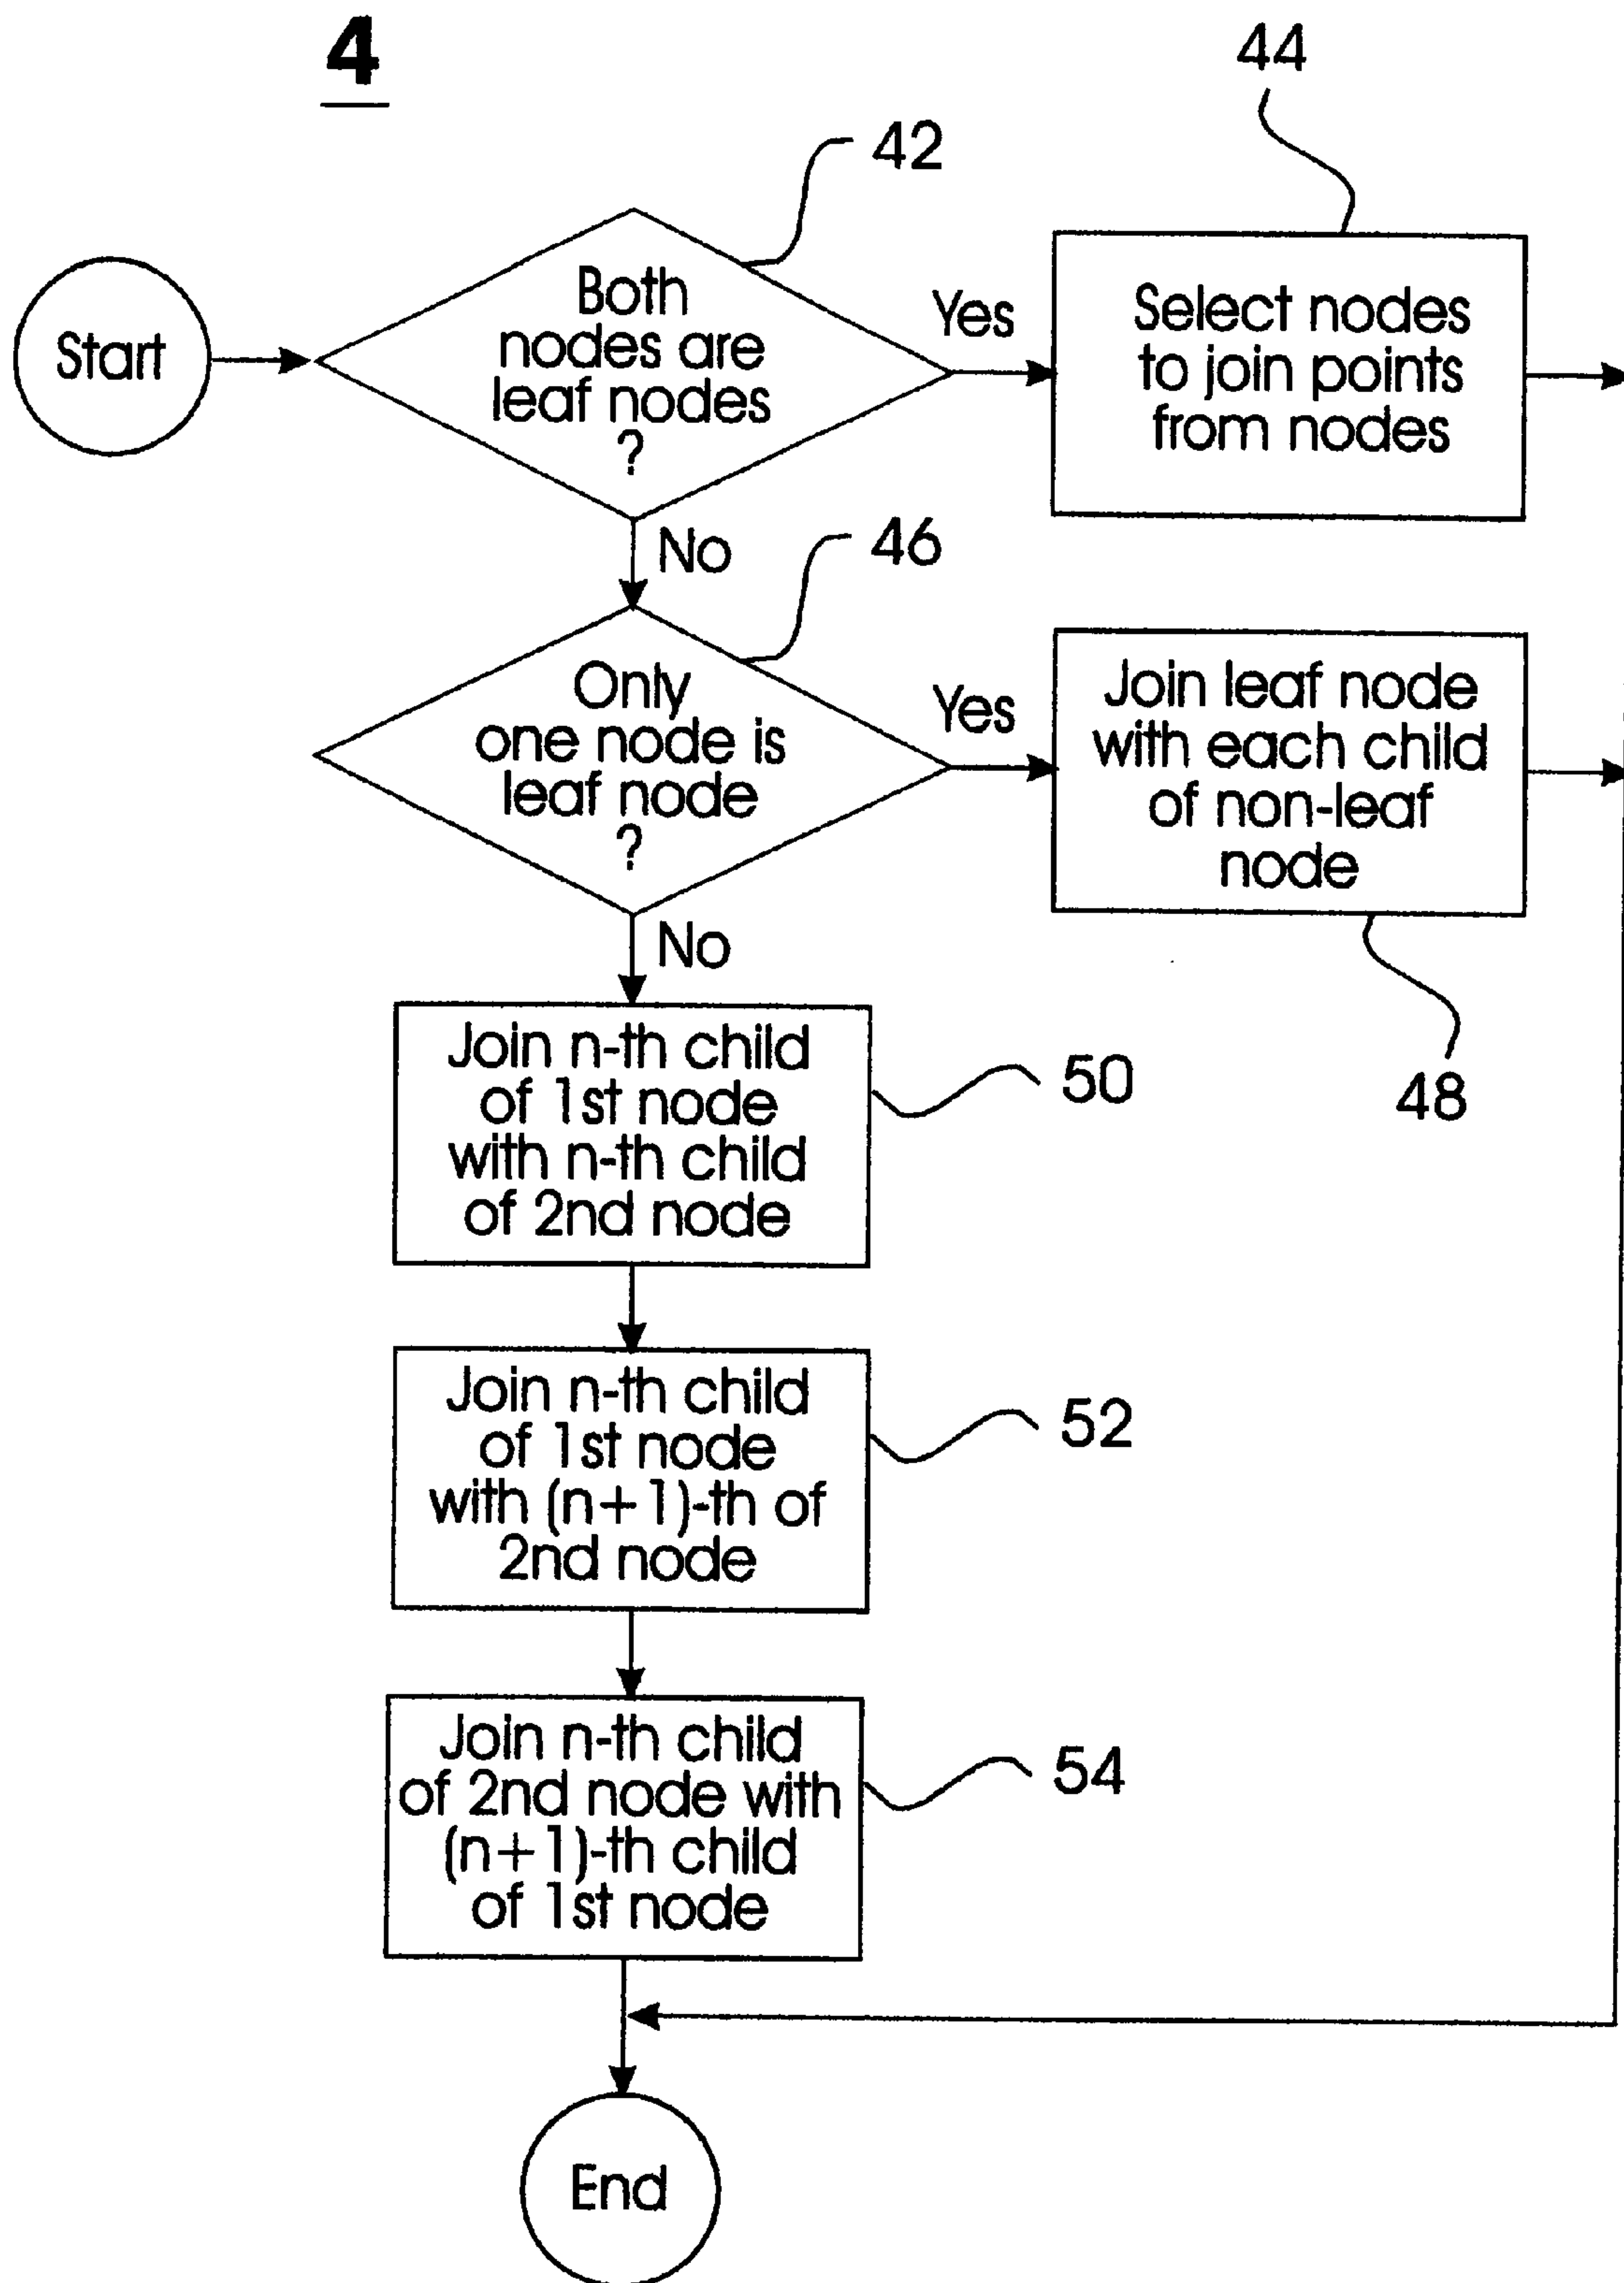 4
44
42
Start
Both
nodes are
leaf nodes
?
Yes
Select nodes
to join points
from nodes
No
46
Only
one node is
leaf node
?
Yes
Join leaf node
with each child
of non-leaf
node
No
48
Join n-th child
of 1st node
with n-th child
of 2nd node
50
Join n-th child
of 1st node
with (n+1)-th of
2nd node
52
Join n-th child
of 2nd node with
(n+1)-th child
of 1st node
54
End